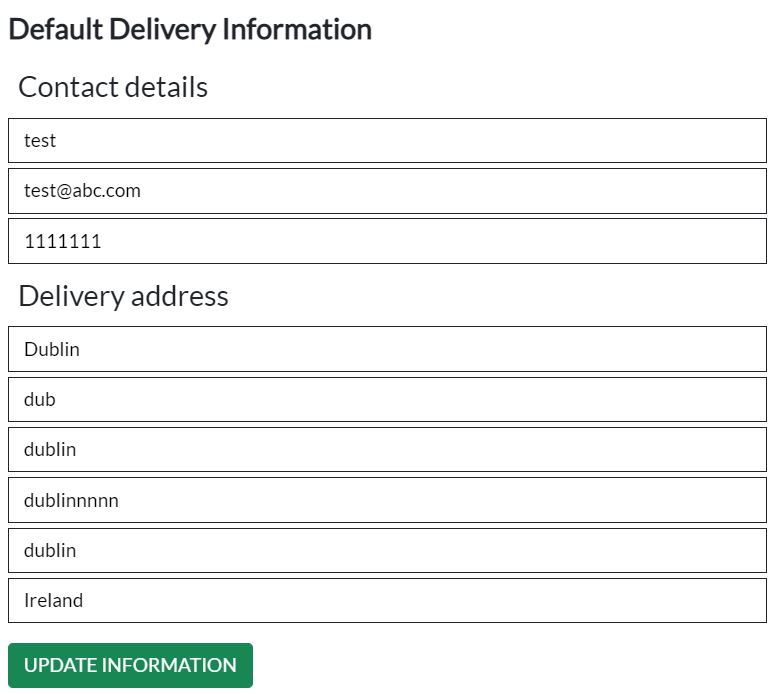 Default Delivery Information
Contact details
test
test@abc.com
1111111
Delivery address
Dublin
dub
dublin
dublinnnnn
dublin
Ireland
UPDATE INFORMATION